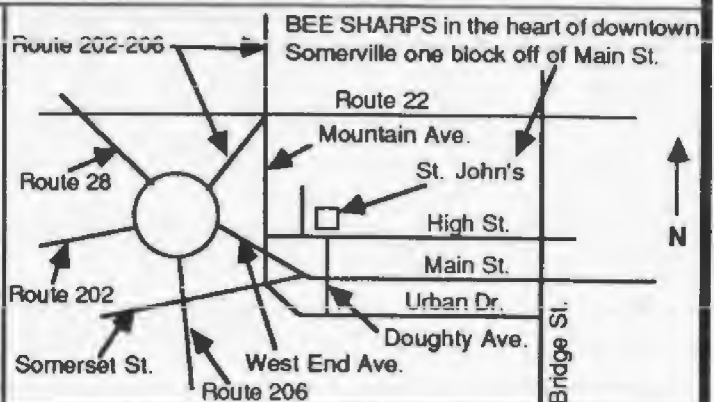 BEE SHARPS in the heart of downtown
Route 202-206
Somerville one block off of Main St.
Route 22
Mountain Ave.
St. John's
Route 28
High St.
N
Main St.
Route 202
Urban Dr.
Doughty Ave.
Somerset St.
West End Ave.
Bridge St.
Route 206